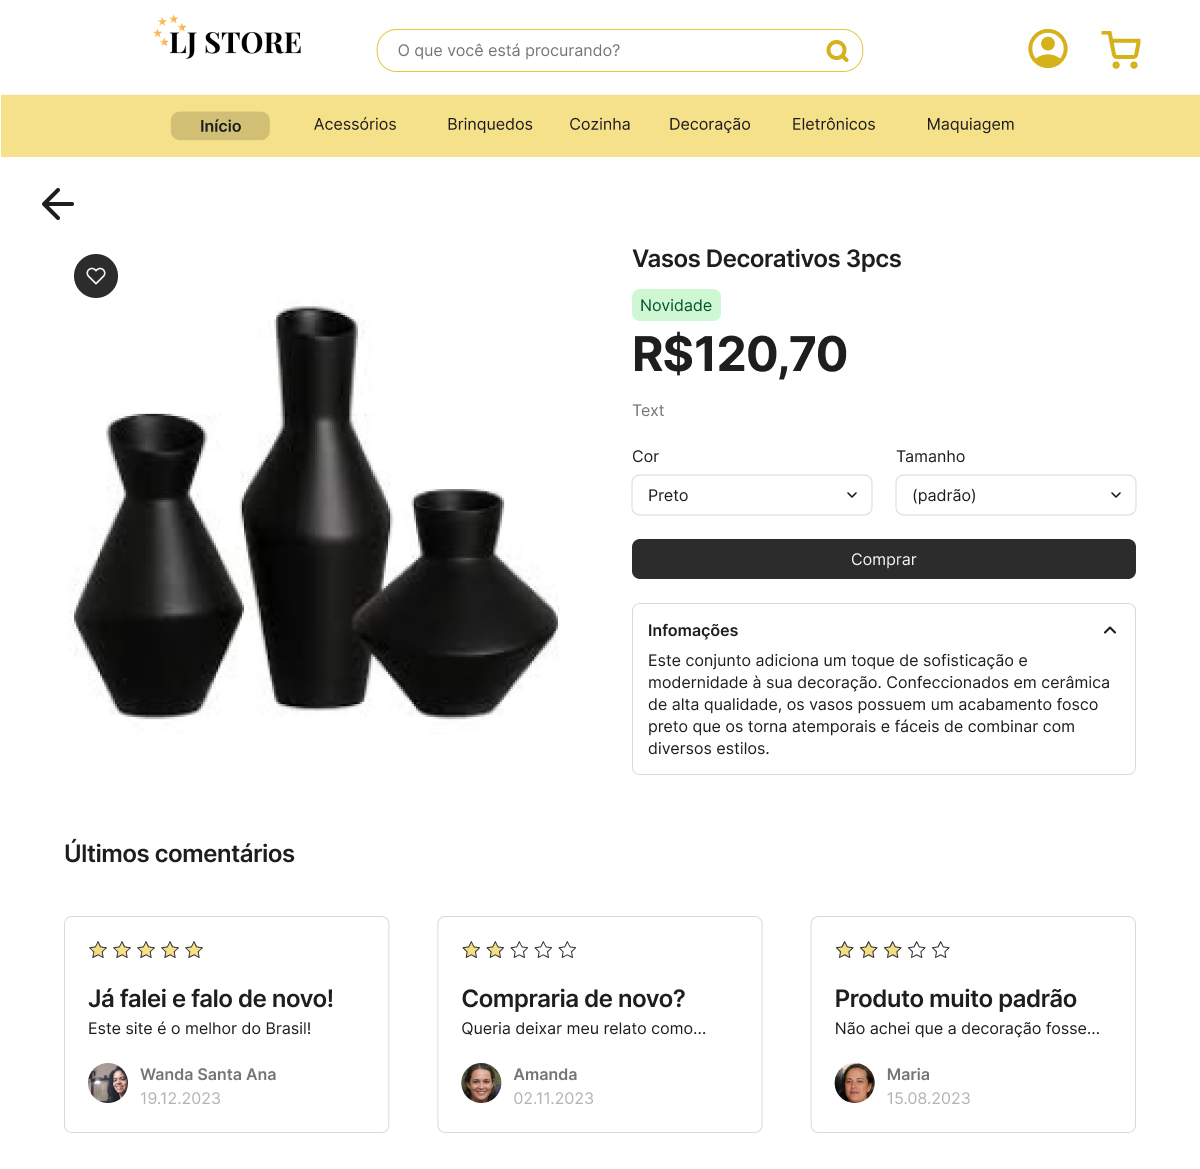 LJ STORE
O que você está procurando?
Início
Acessórios
Brinquedos
Cozinha
Decoração
Eletrônicos
Maquiagem
Vasos Decorativos 3pcs
Novidade
R$120,70
Text
Cor
Tamanho
Preto
(padrão)
Comprar
Infomações
Este conjunto adiciona um toque de sofisticação e
modernidade à sua decoração. Confeccionados em cerâmica
de alta qualidade, os vasos possuem um acabamento fosco
preto que os torna atemporais e fáceis de combinar com
diversos estilos.
Últimos comentários
Já falei e falo de novo!
Este site é o melhor do Brasil!
Wanda Santa Ana
19.12.2023
Compraria de novo?
Queria deixar meu relato como...
Amanda
02.11.2023
Produto muito padrão
Não achei que a decoração fosse...
Maria
15.08.2023